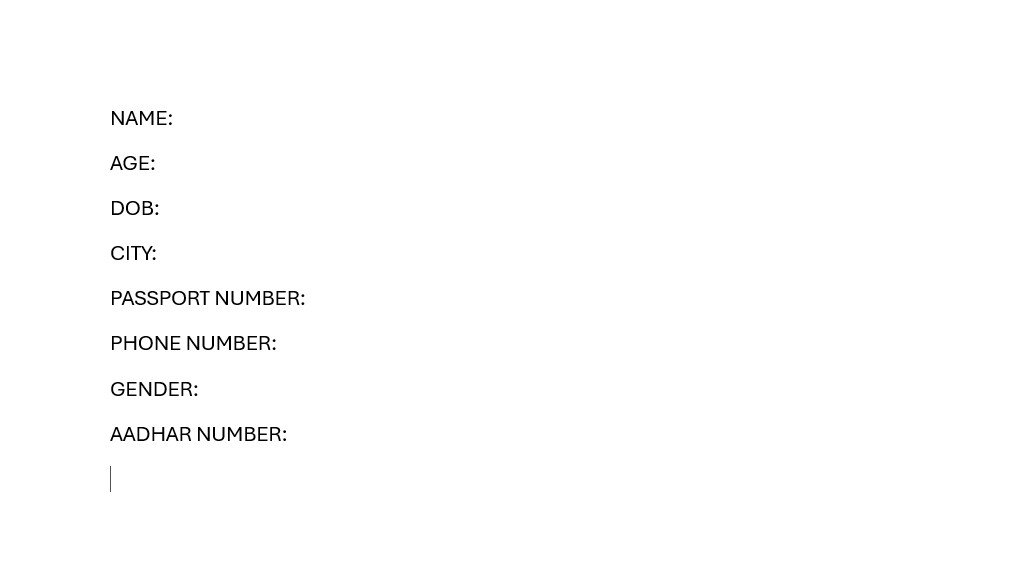 NAME:
AGE:
DOB:
CITY:
PASSPORT NUMBER:
PHONE NUMBER:
GENDER:
AADHAR NUMBER: